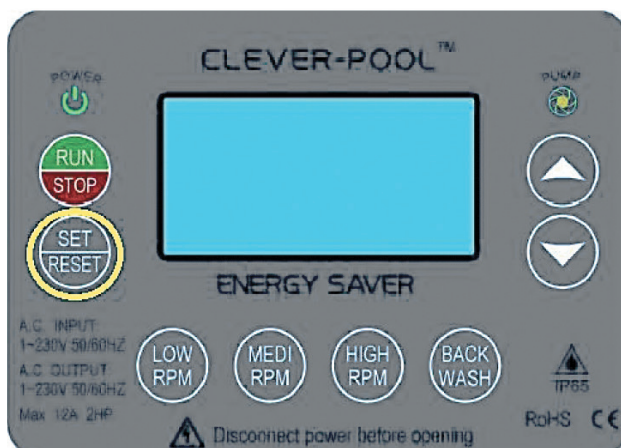 CLEVER-POOL™
POWER
PUMP
RUN
STOP
SET
RESET
ENERGY SAVER
A.C. INPUT:
1~230V 50/60HZ
A.C. OUTPUT:
1~230V 50/60HZ
Max 12A 2HP
LOW
RPM
MEDI
RPM
HIGH
RPM
BACK
WASH
IP65
RoHS CE
Disconnect power before opening